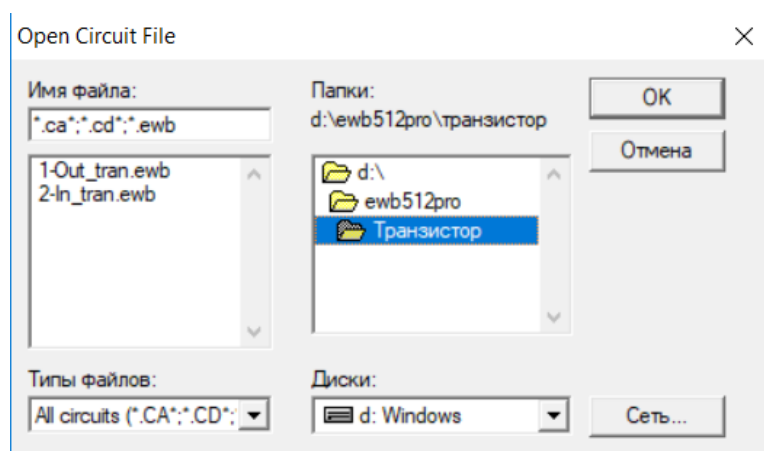 Open Circuit File
Имя файла:
*.ca*;*.cd*;*.ewb
1-Out_tran.ewb
2-In_tran.ewb
Типы файлов:
All circuits (*.CA*;*.CD*;
Папки:
d:\ewb512pro\транзистор
d:\
ewb512pro
Транзистор
Диски:
d: Windows
OK
Отмена
Сеть...